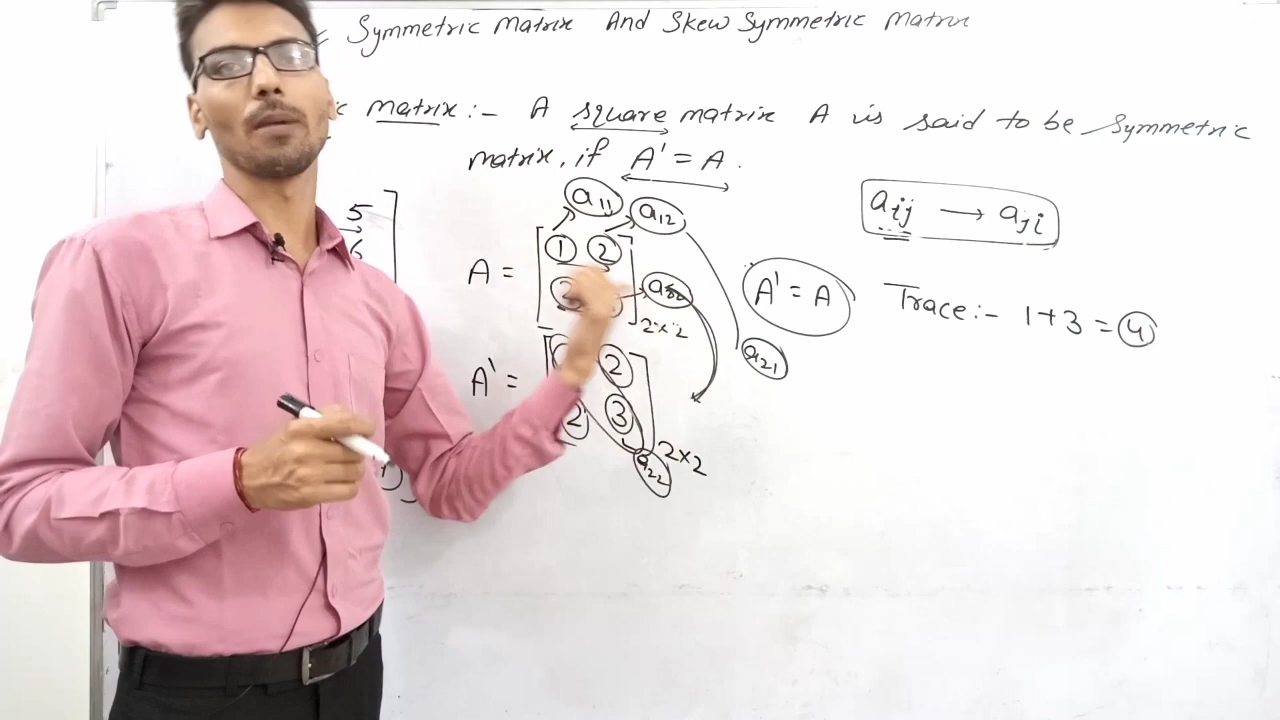 Symmetric Matrix And Skew Symmetric Matrix
matrix :- A square matrix A is said to be Symmetric
matrix, if A' = A.
5
6
a11 a12
aij → aji
A = 1 2
2
2×2
A' = A
Trace :- 1+3 = 4
a21
A' = 2
2 3
2×2
a22